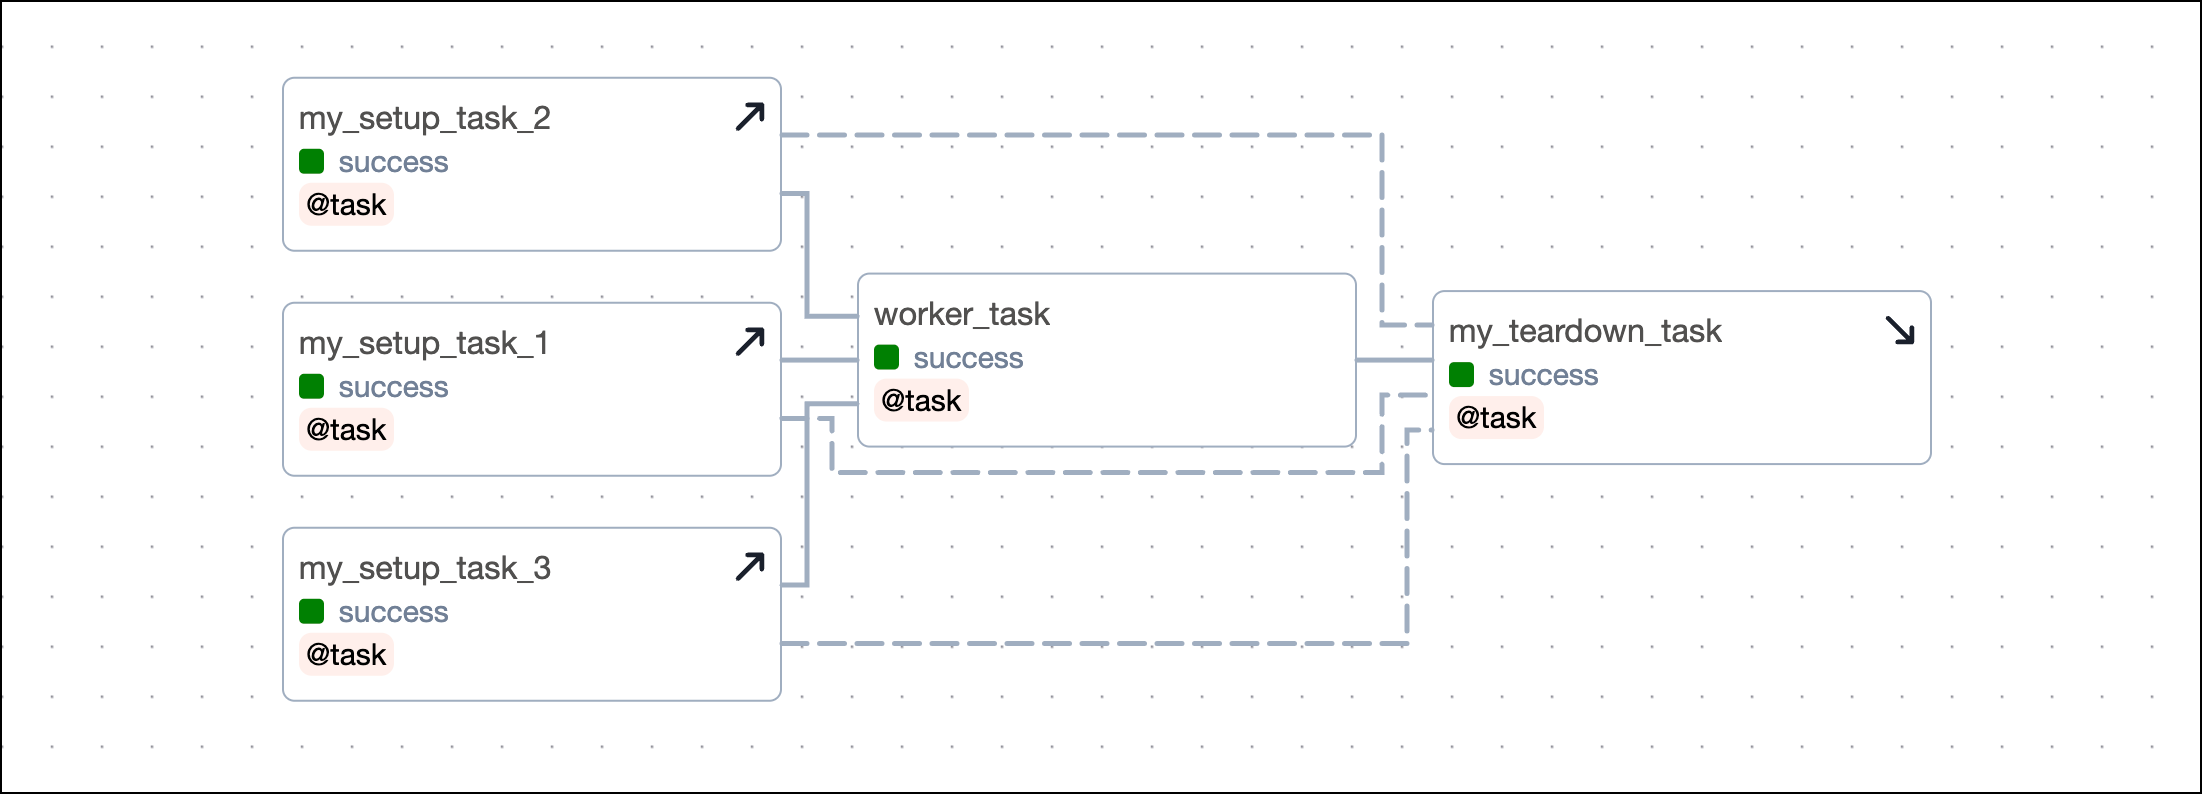 my_setup_task_2
success
@task
my_setup_task_1
success
@task
my_setup_task_3
success
@task
worker_task
success
@task
my_teardown_task
success
@task